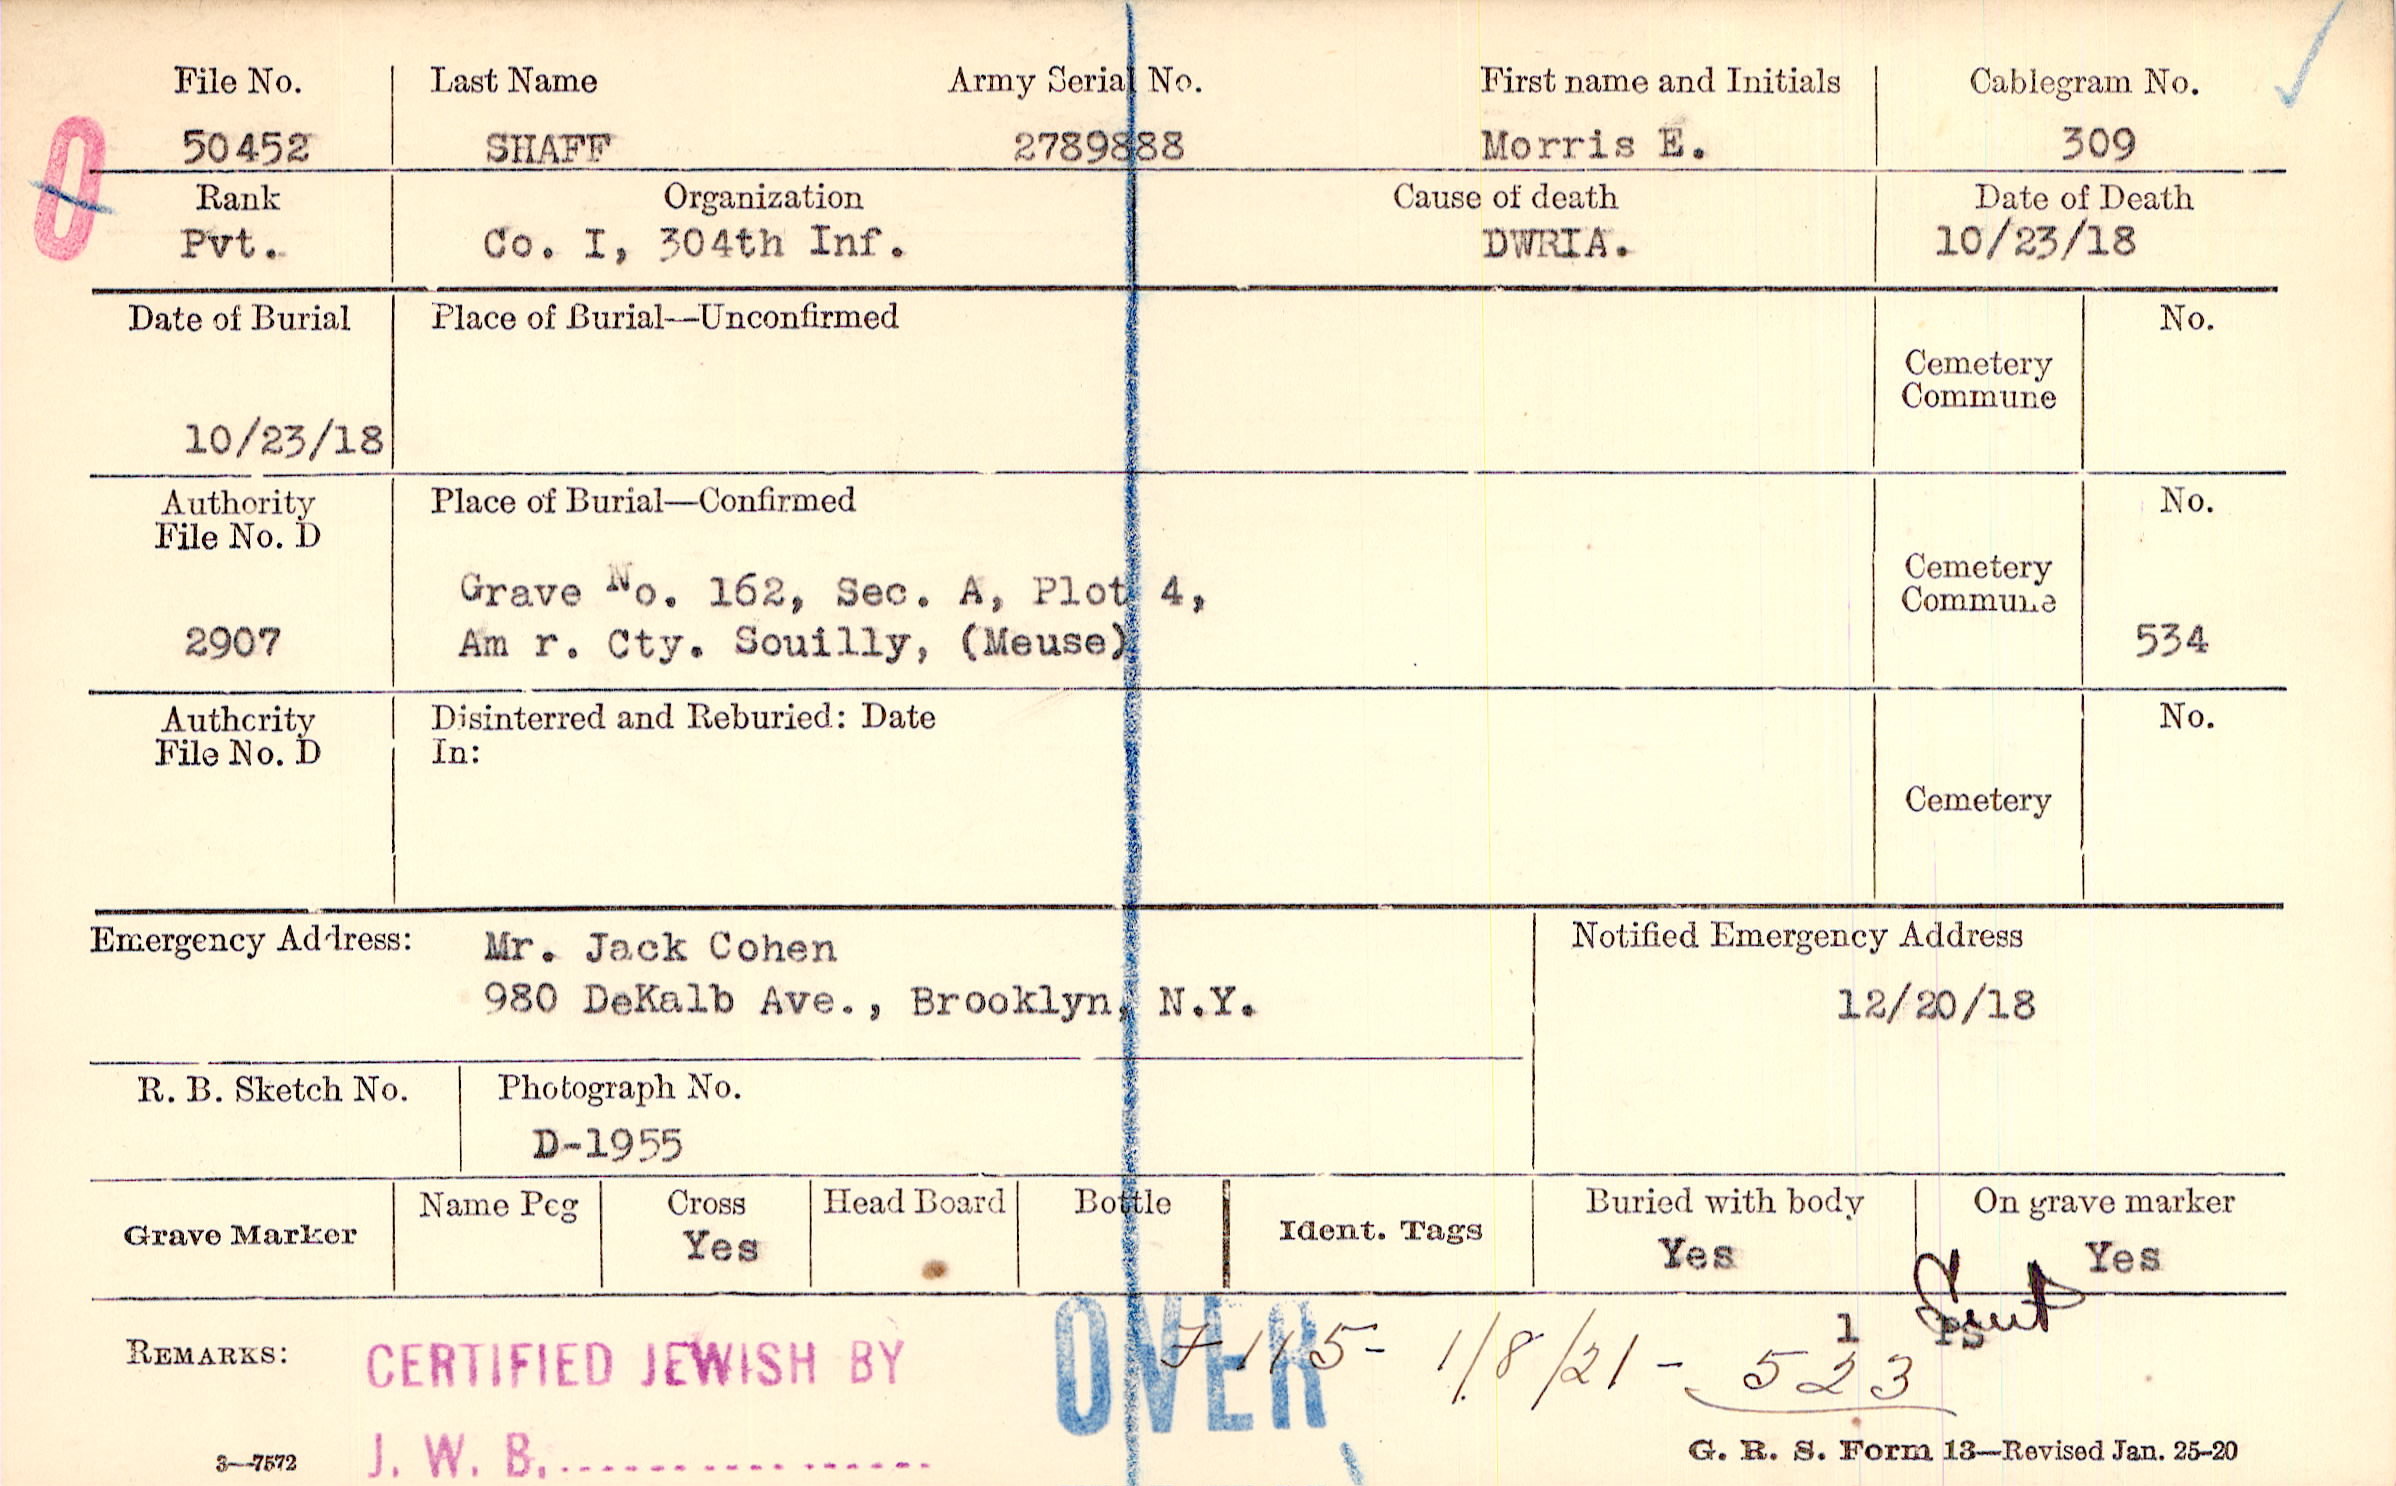 File No. Last Name Army Serial No. First name and Initials Cablegram No.
50452 SHAFF 2789888 Morris E. 309
Rank Organization Cause of death Date of Death
Pvt. Co. I, 304th Inf. DWRIA. 10/23/18
Date of Burial Place of Burial—Unconfirmed No.
Cemetery
Commune
10/23/18
Authority Place of Burial—Confirmed No.
File No. D
Cemetery
Commune
Grave No. 162, Sec. A, Plot 4,
2907 Am r. Cty. Souilly, (Meuse) 534
Authority Disinterred and Reburied: Date No.
File No. D In:
Cemetery
Emergency Address: Mr. Jack Cohen Notified Emergency Address
980 DeKalb Ave., Brooklyn, N.Y. 12/20/18
R. B. Sketch No. Photograph No.
D-1955
Grave Marker Name Peg Cross Head Board Bottle Ident. Tags Buried with body On grave marker
Yes Yes Yes
REMARKS: CERTIFIED JEWISH BY OVER 7115- 1/8/21 - 523 1
J. W. B.
3—7572 G. R. S. Form 13—Revised Jan. 25-20